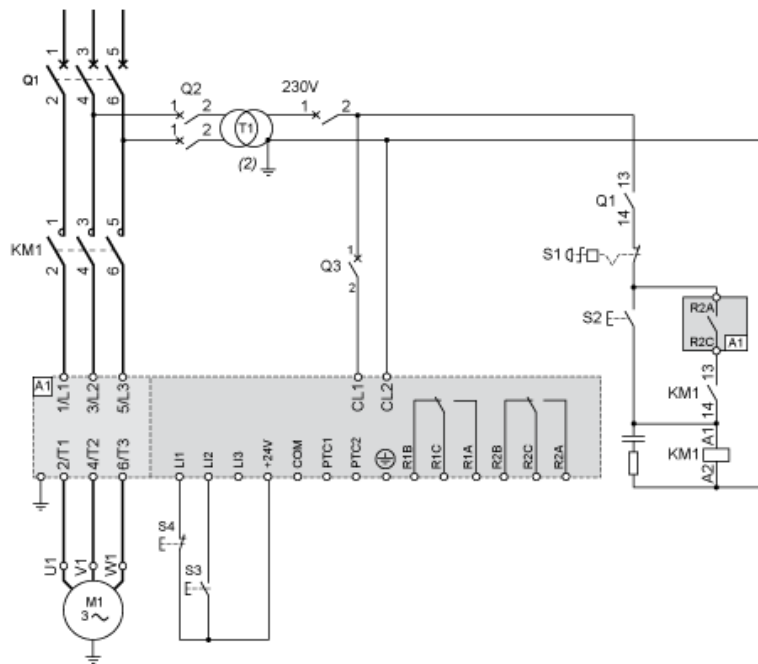 1 3 5
Q1
2 4 6
Q2
1 2
1 2
T1
(2)
230V
1 2
Q1
13
14
S1
1 3 5
KM1
2 4 6
1
Q3
2
S2
R2A
R2C
A1
KM1
13
14
KM1
A1
A2
A1
1/L1 3/L2 5/L3
CL1 CL2
2/T1 4/T2 6/T3
LI1 LI2 LI3 +24V COM PTC1 PTC2 R1B R1C R1A R2B R2C R2A
S4
S3
U1 V1 W1
M1
3